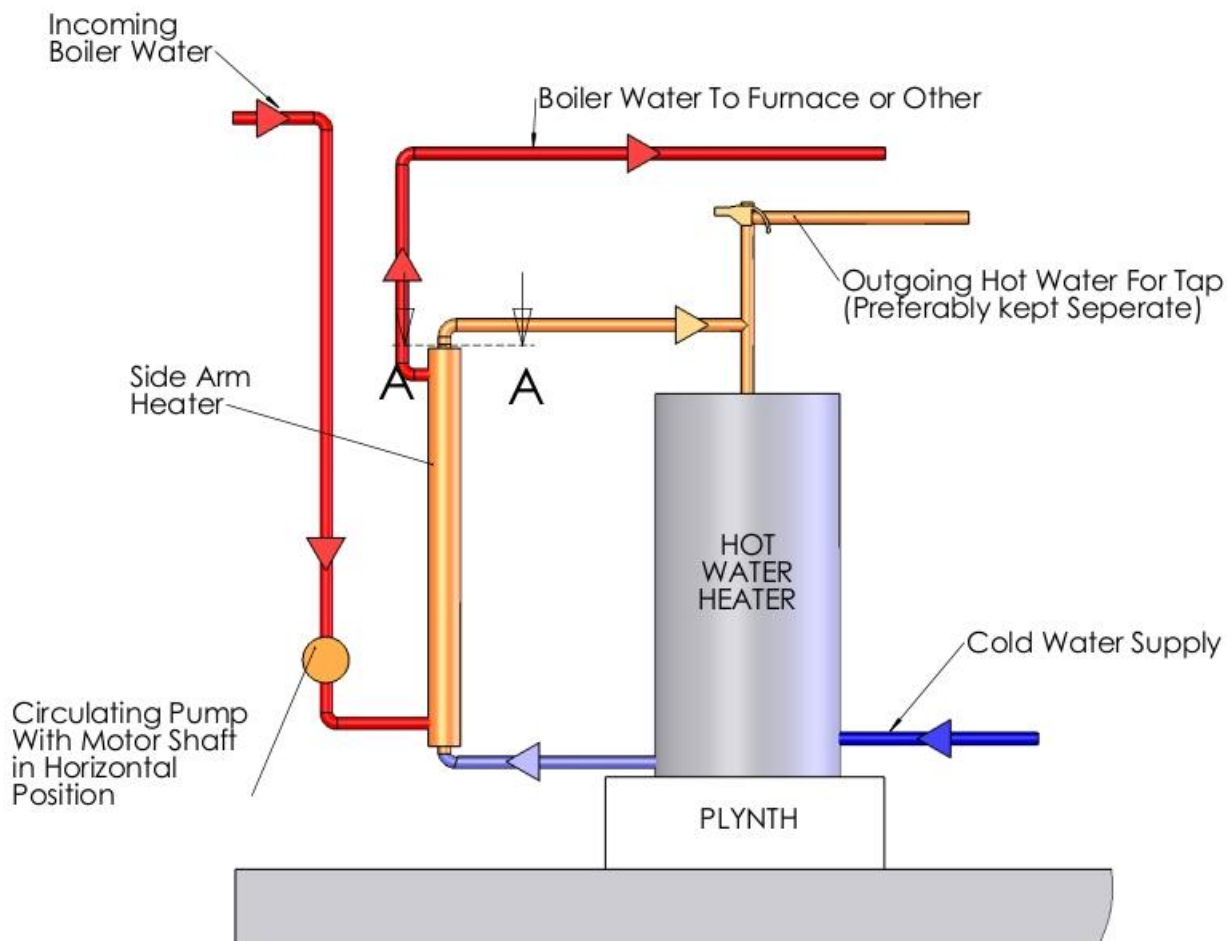 Incoming
Boiler Water
Boiler Water To Furnace or Other
Outgoing Hot Water For Tap
(Preferably kept Seperate)
A
A
Side Arm
Heater
HOT
WATER
HEATER
Cold Water Supply
Circulating Pump
With Motor Shaft
in Horizontal
Position
PLYNTH